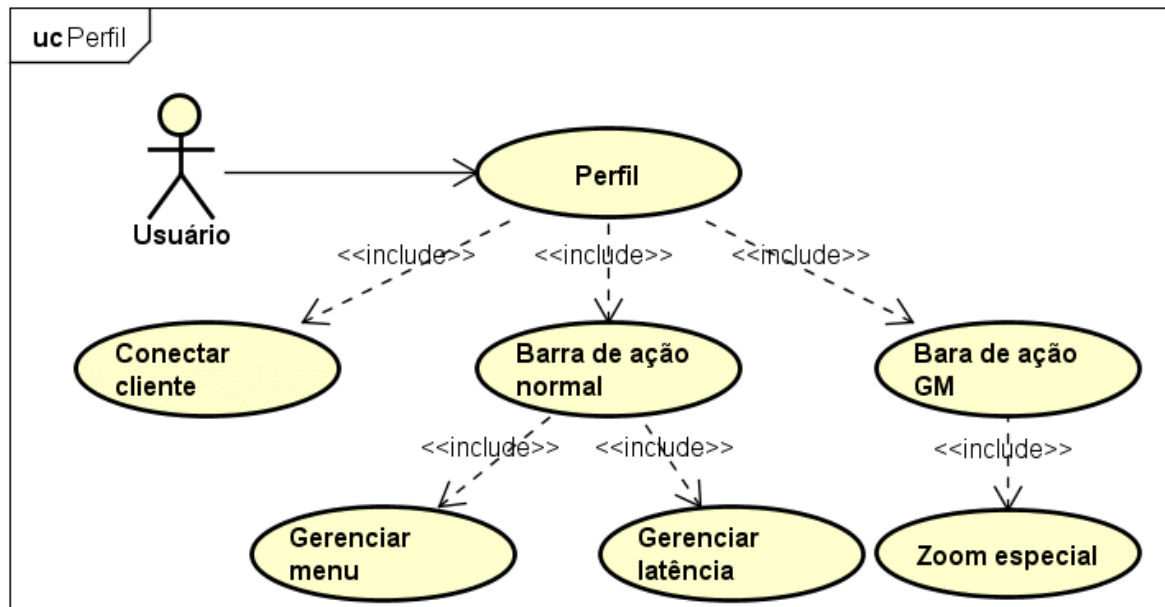 uc Perfil
Perfil
Usuário
<<include>>
<<include>>
<<include>>
Conectar
cliente
Barra de ação
normal
Bara de ação
GM
<<include>>
<<include>>
<<include>>
Gerenciar
menu
Gerenciar
latência
Zoom especial